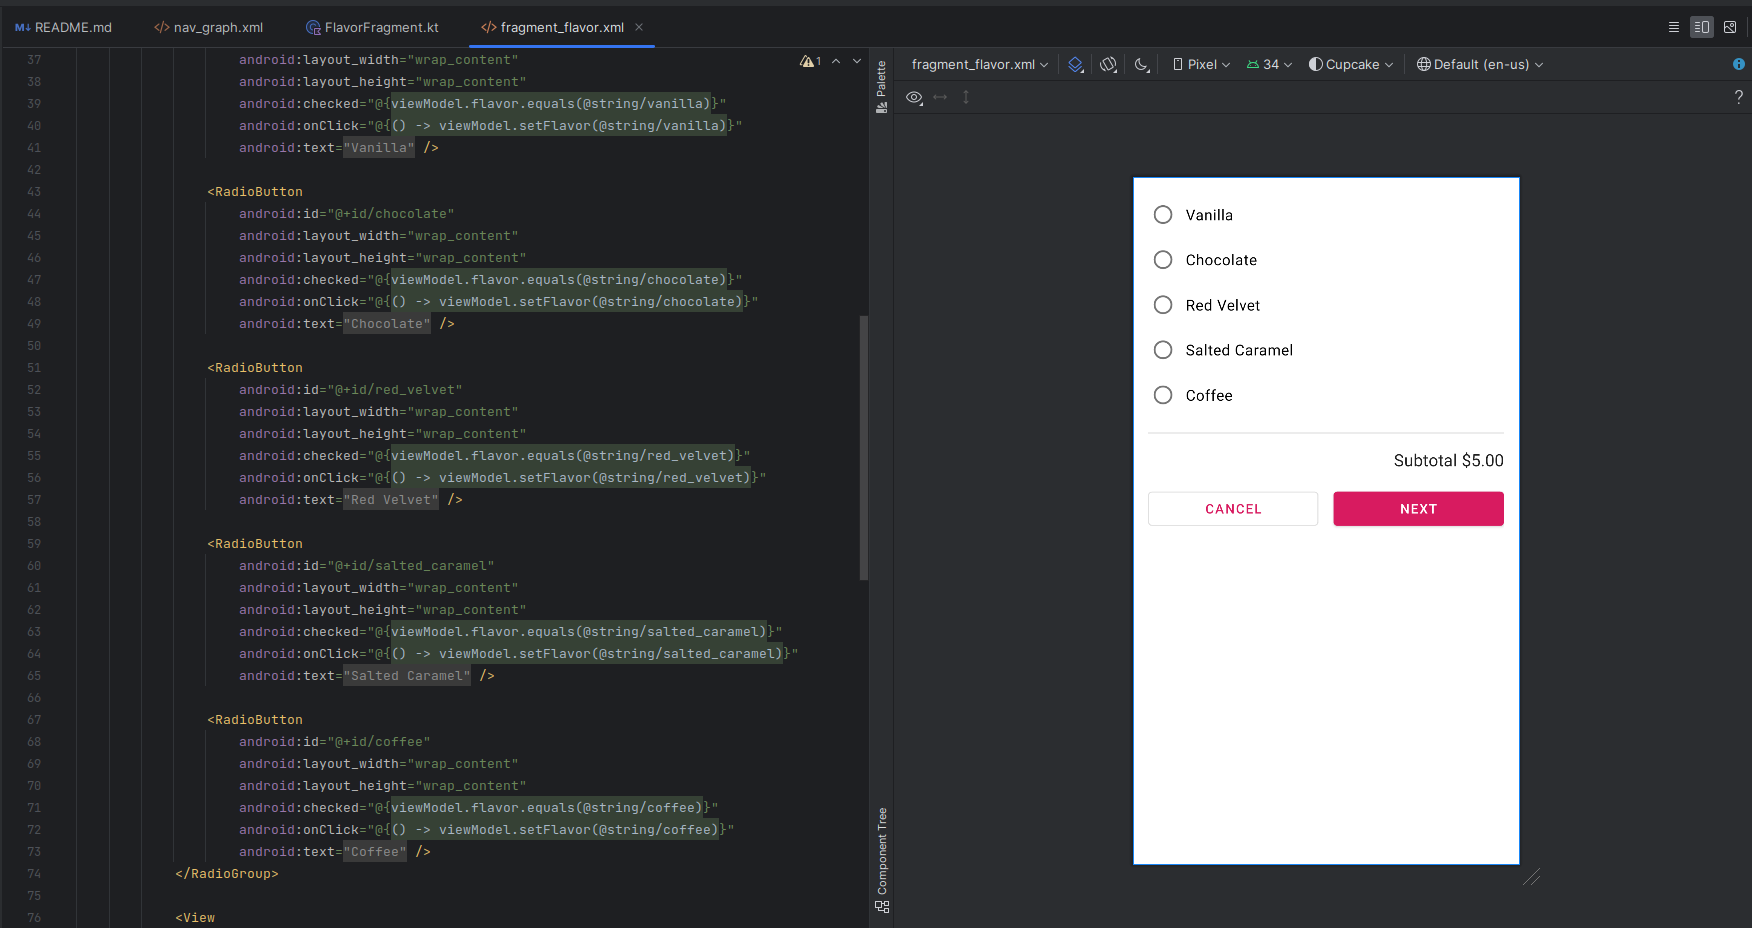 README.md nav_graph.xml FlavorFragment.kt fragment_flavor.xml
37 android:layout_width="wrap_content"
38 android:layout_height="wrap_content"
39 android:checked="@{viewModel.flavor.equals(@string/vanilla)}"
40 android:onClick="@{() -> viewModel.setFlavor(@string/vanilla)}"
41 android:text="Vanilla" />
42
43 <RadioButton
44 android:id="@+id/chocolate"
45 android:layout_width="wrap_content"
46 android:layout_height="wrap_content"
47 android:checked="@{viewModel.flavor.equals(@string/chocolate)}"
48 android:onClick="@{() -> viewModel.setFlavor(@string/chocolate)}"
49 android:text="Chocolate" />
50
51 <RadioButton
52 android:id="@+id/red_velvet"
53 android:layout_width="wrap_content"
54 android:layout_height="wrap_content"
55 android:checked="@{viewModel.flavor.equals(@string/red_velvet)}"
56 android:onClick="@{() -> viewModel.setFlavor(@string/red_velvet)}"
57 android:text="Red Velvet" />
58
59 <RadioButton
60 android:id="@+id/salted_caramel"
61 android:layout_width="wrap_content"
62 android:layout_height="wrap_content"
63 android:checked="@{viewModel.flavor.equals(@string/salted_caramel)}"
64 android:onClick="@{() -> viewModel.setFlavor(@string/salted_caramel)}"
65 android:text="Salted Caramel" />
66
67 <RadioButton
68 android:id="@+id/coffee"
69 android:layout_width="wrap_content"
70 android:layout_height="wrap_content"
71 android:checked="@{viewModel.flavor.equals(@string/coffee)}"
72 android:onClick="@{() -> viewModel.setFlavor(@string/coffee)}"
73 android:text="Coffee" />
74 </RadioGroup>
75
76 <View
1
Palette
Component Tree
fragment_flavor.xml Pixel 34 Cupcake Default (en-us)
?
Vanilla
Chocolate
Red Velvet
Salted Caramel
Coffee
Subtotal $5.00
CANCEL NEXT